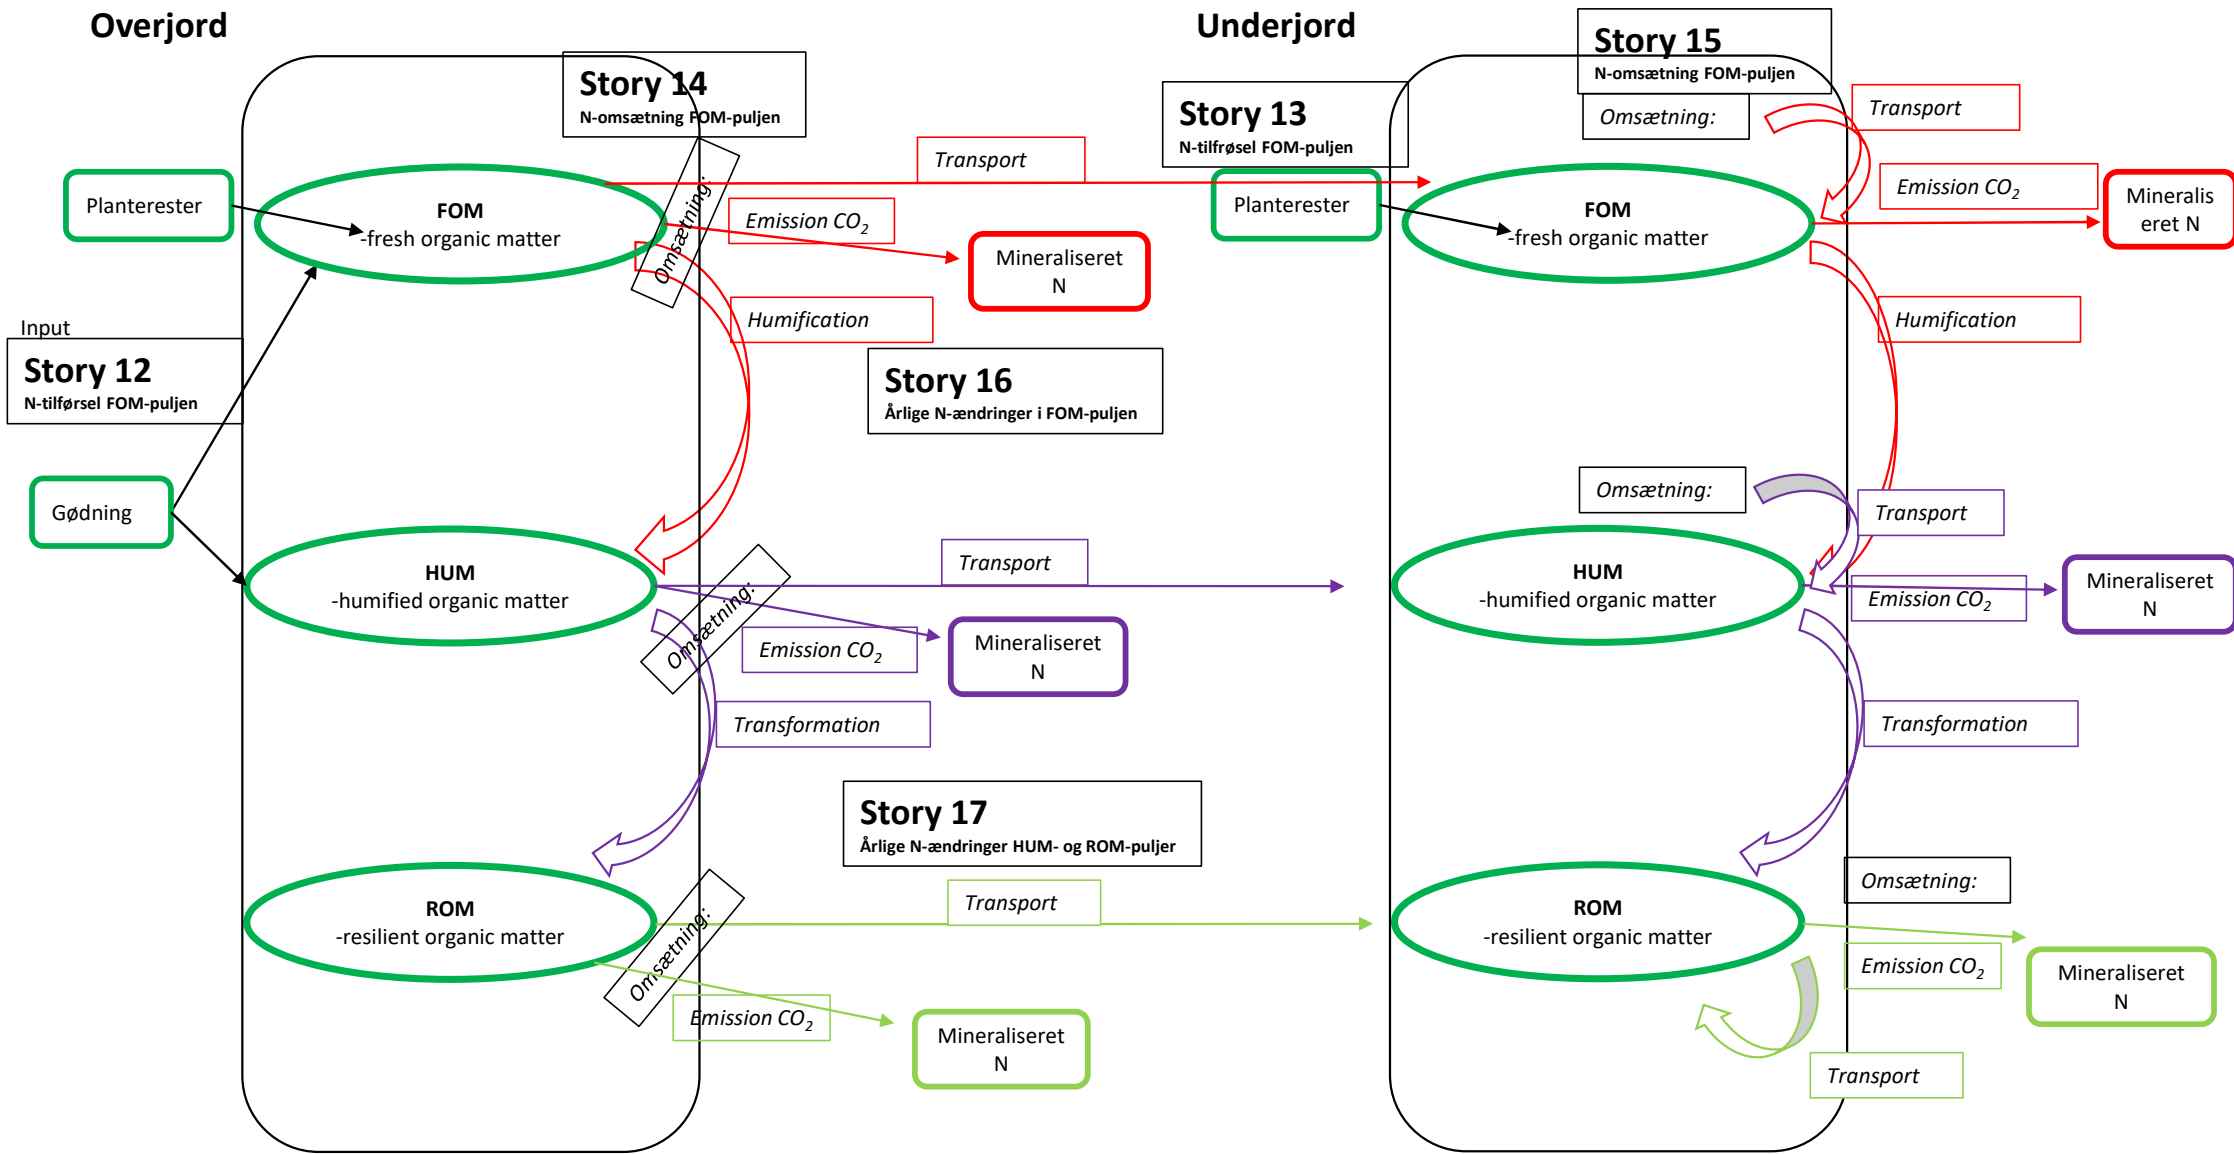 Overjord
Underjord
Story 14
N-omsætning FOM-puljen
Story 15
N-omsætning FOM-puljen
Story 13
N-tilfrøsel FOM-puljen
Omsætning:
Transport
Transport
Omsætning:
Planterester
FOM
-fresh organic matter
Emission CO₂
Mineraliseret
N
Planterester
FOM
-fresh organic matter
Emission CO₂
Mineralis
eret N
Humification
Humification
Input
Story 12
N-tilførsel FOM-puljen
Story 16
Årlige N-ændringer i FOM-puljen
Gødning
HUM
-humified organic matter
Omsætning:
Transport
Emission CO₂
Mineraliseret
N
Transformation
Omsætning:
Transport
HUM
-humified organic matter
Emission CO₂
Mineraliseret
N
Transformation
Story 17
Årlige N-ændringer HUM- og ROM-puljer
ROM
-resilient organic matter
Omsætning:
Transport
Emission CO₂
Mineraliseret
N
ROM
-resilient organic matter
Omsætning:
Emission CO₂
Mineraliseret
N
Transport